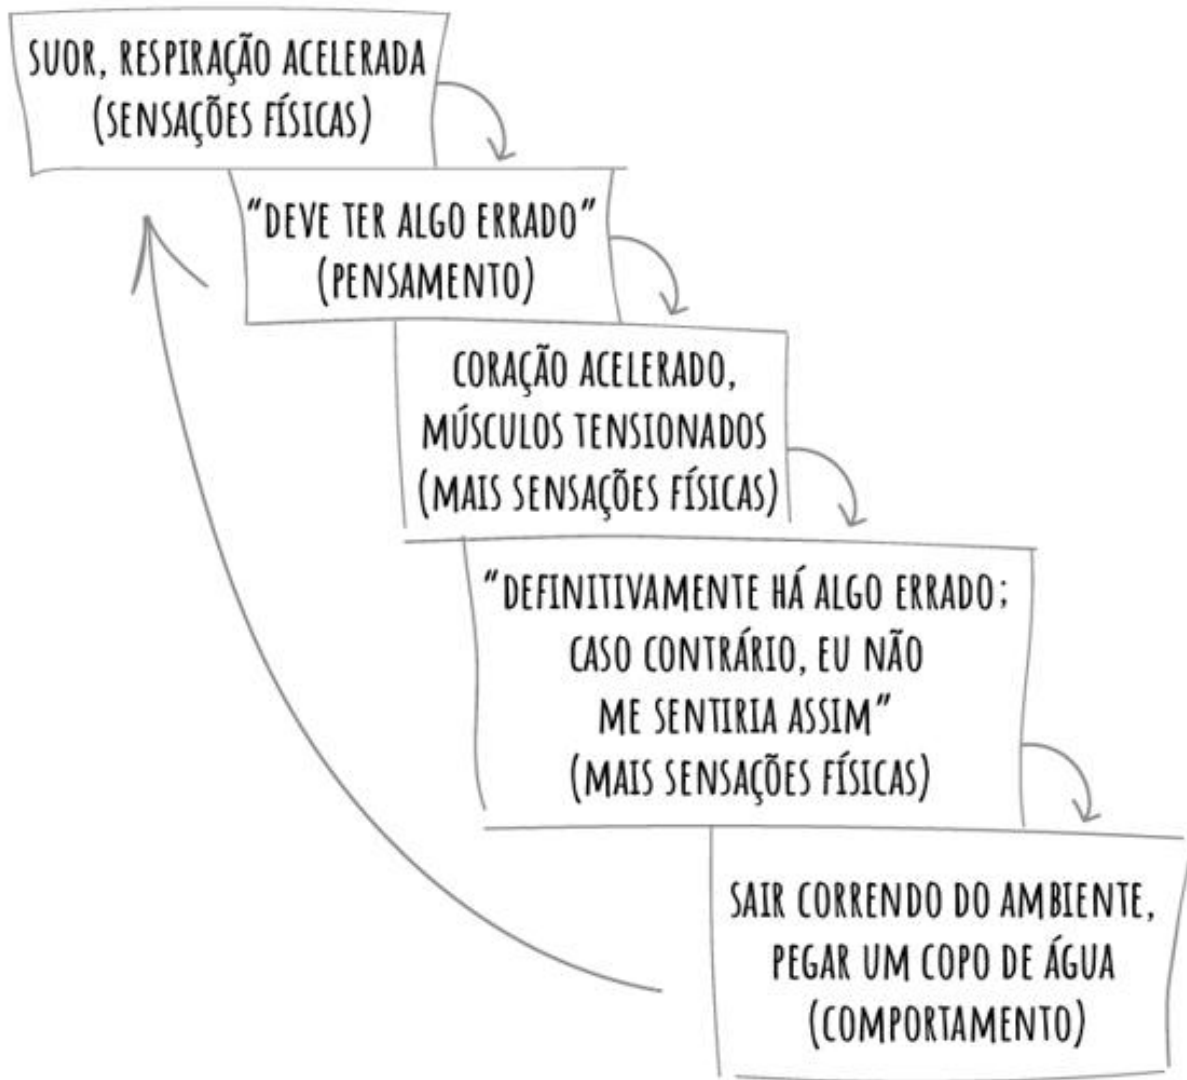 SUOR, RESPIRAÇÃO ACELERADA
(SENSAÇÕES FÍSICAS)
“DEVE TER ALGO ERRADO”
(PENSAMENTO)
CORAÇÃO ACELERADO,
MÚSCULOS TENSIONADOS
(MAIS SENSAÇÕES FÍSICAS)
“DEFINITIVAMENTE HÁ ALGO ERRADO;
CASO CONTRÁRIO, EU NÃO
ME SENTIRIA ASSIM”
(MAIS SENSAÇÕES FÍSICAS)
SAIR CORRENDO DO AMBIENTE,
PEGAR UM COPO DE ÁGUA
(COMPORTAMENTO)